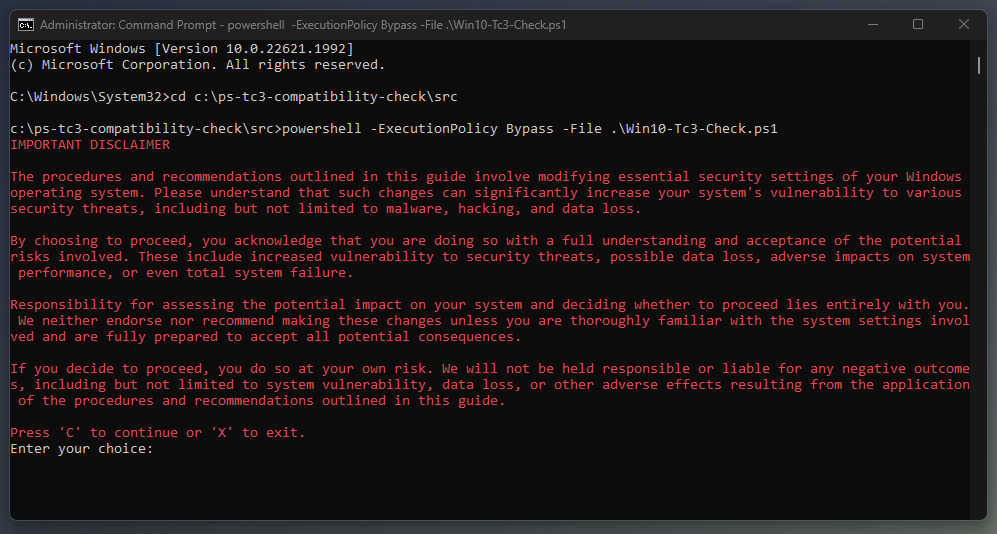 Administrator: Command Prompt - powershell  -ExecutionPolicy Bypass -File .\Win10-Tc3-Check.ps1
Microsoft Windows [Version 10.0.22621.1992]
(c) Microsoft Corporation. All rights reserved.
C:\Windows\System32>cd c:\ps-tc3-compatibility-check\src
c:\ps-tc3-compatibility-check\src>powershell -ExecutionPolicy Bypass -File .\Win10-Tc3-Check.ps1
IMPORTANT DISCLAIMER
The procedures and recommendations outlined in this guide involve modifying essential security settings of your Windows
operating system. Please understand that such changes can significantly increase your system's vulnerability to various
security threats, including but not limited to malware, hacking, and data loss.
By choosing to proceed, you acknowledge that you are doing so with a full understanding and acceptance of the potential
risks involved. These include increased vulnerability to security threats, possible data loss, adverse impacts on system
 performance, or even total system failure.
Responsibility for assessing the potential impact on your system and deciding whether to proceed lies entirely with you.
 We neither endorse nor recommend making these changes unless you are thoroughly familiar with the system settings invol
ved and are fully prepared to accept all potential consequences.
If you decide to proceed, you do so at your own risk. We will not be held responsible or liable for any negative outcome
s, including but not limited to system vulnerability, data loss, or other adverse effects resulting from the application
 of the procedures and recommendations outlined in this guide.
Press 'C' to continue or 'X' to exit.
Enter your choice: